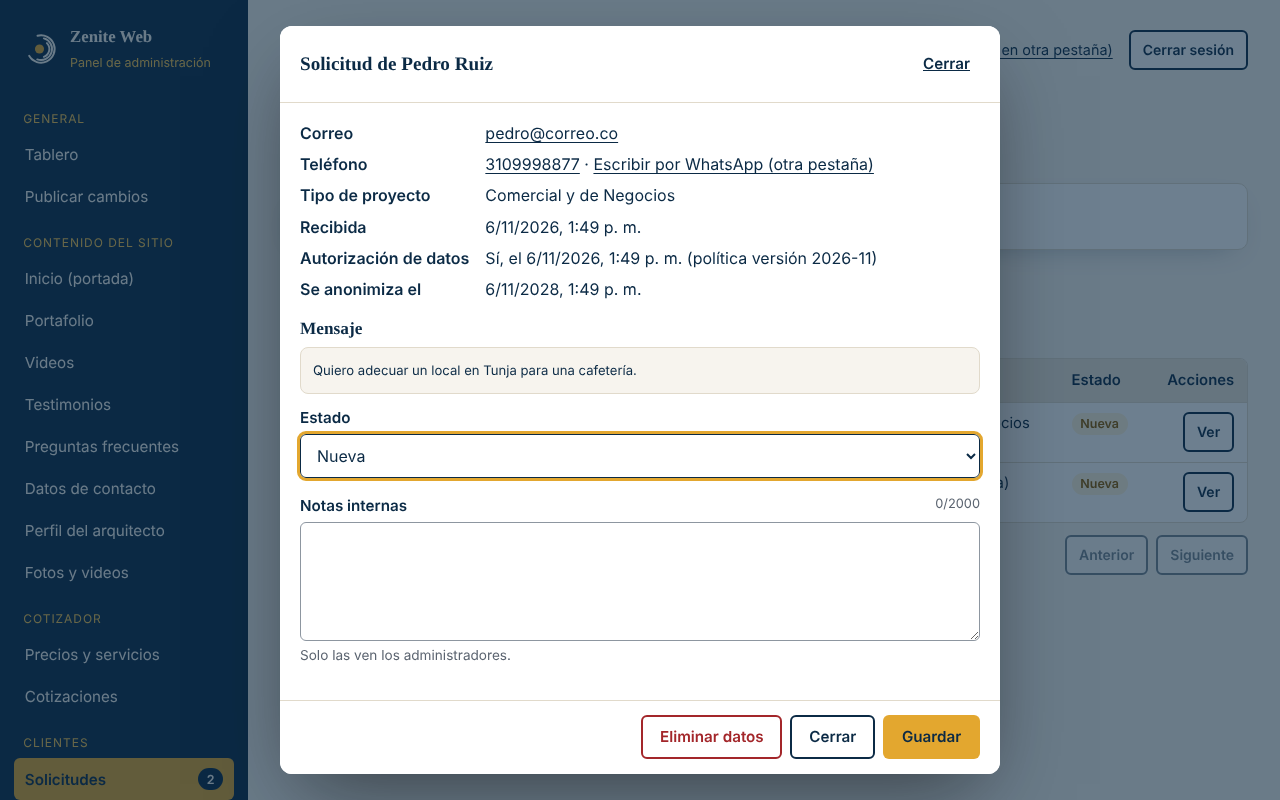 Zenite Web
Panel de administración
GENERAL
Tablero
Publicar cambios
CONTENIDO DEL SITIO
Inicio (portada)
Portafolio
Videos
Testimonios
Preguntas frecuentes
Datos de contacto
Perfil del arquitecto
Fotos y videos
COTIZADOR
Precios y servicios
Cotizaciones
CLIENTES
Solicitudes 2
en otra pestaña) Cerrar sesión
Solicitud de Pedro Ruiz Cerrar
Correo pedro@correo.co
Teléfono 3109998877 · Escribir por WhatsApp (otra pestaña)
Tipo de proyecto Comercial y de Negocios
Recibida 6/11/2026, 1:49 p. m.
Autorización de datos Sí, el 6/11/2026, 1:49 p. m. (política versión 2026-11)
Se anonimiza el 6/11/2028, 1:49 p. m.
Mensaje
Quiero adecuar un local en Tunja para una cafetería.
Estado
Nueva
Notas internas 0/2000
Solo las ven los administradores.
Eliminar datos Cerrar Guardar
Estado Acciones
cios Nueva Ver
a) Nueva Ver
Anterior Siguiente